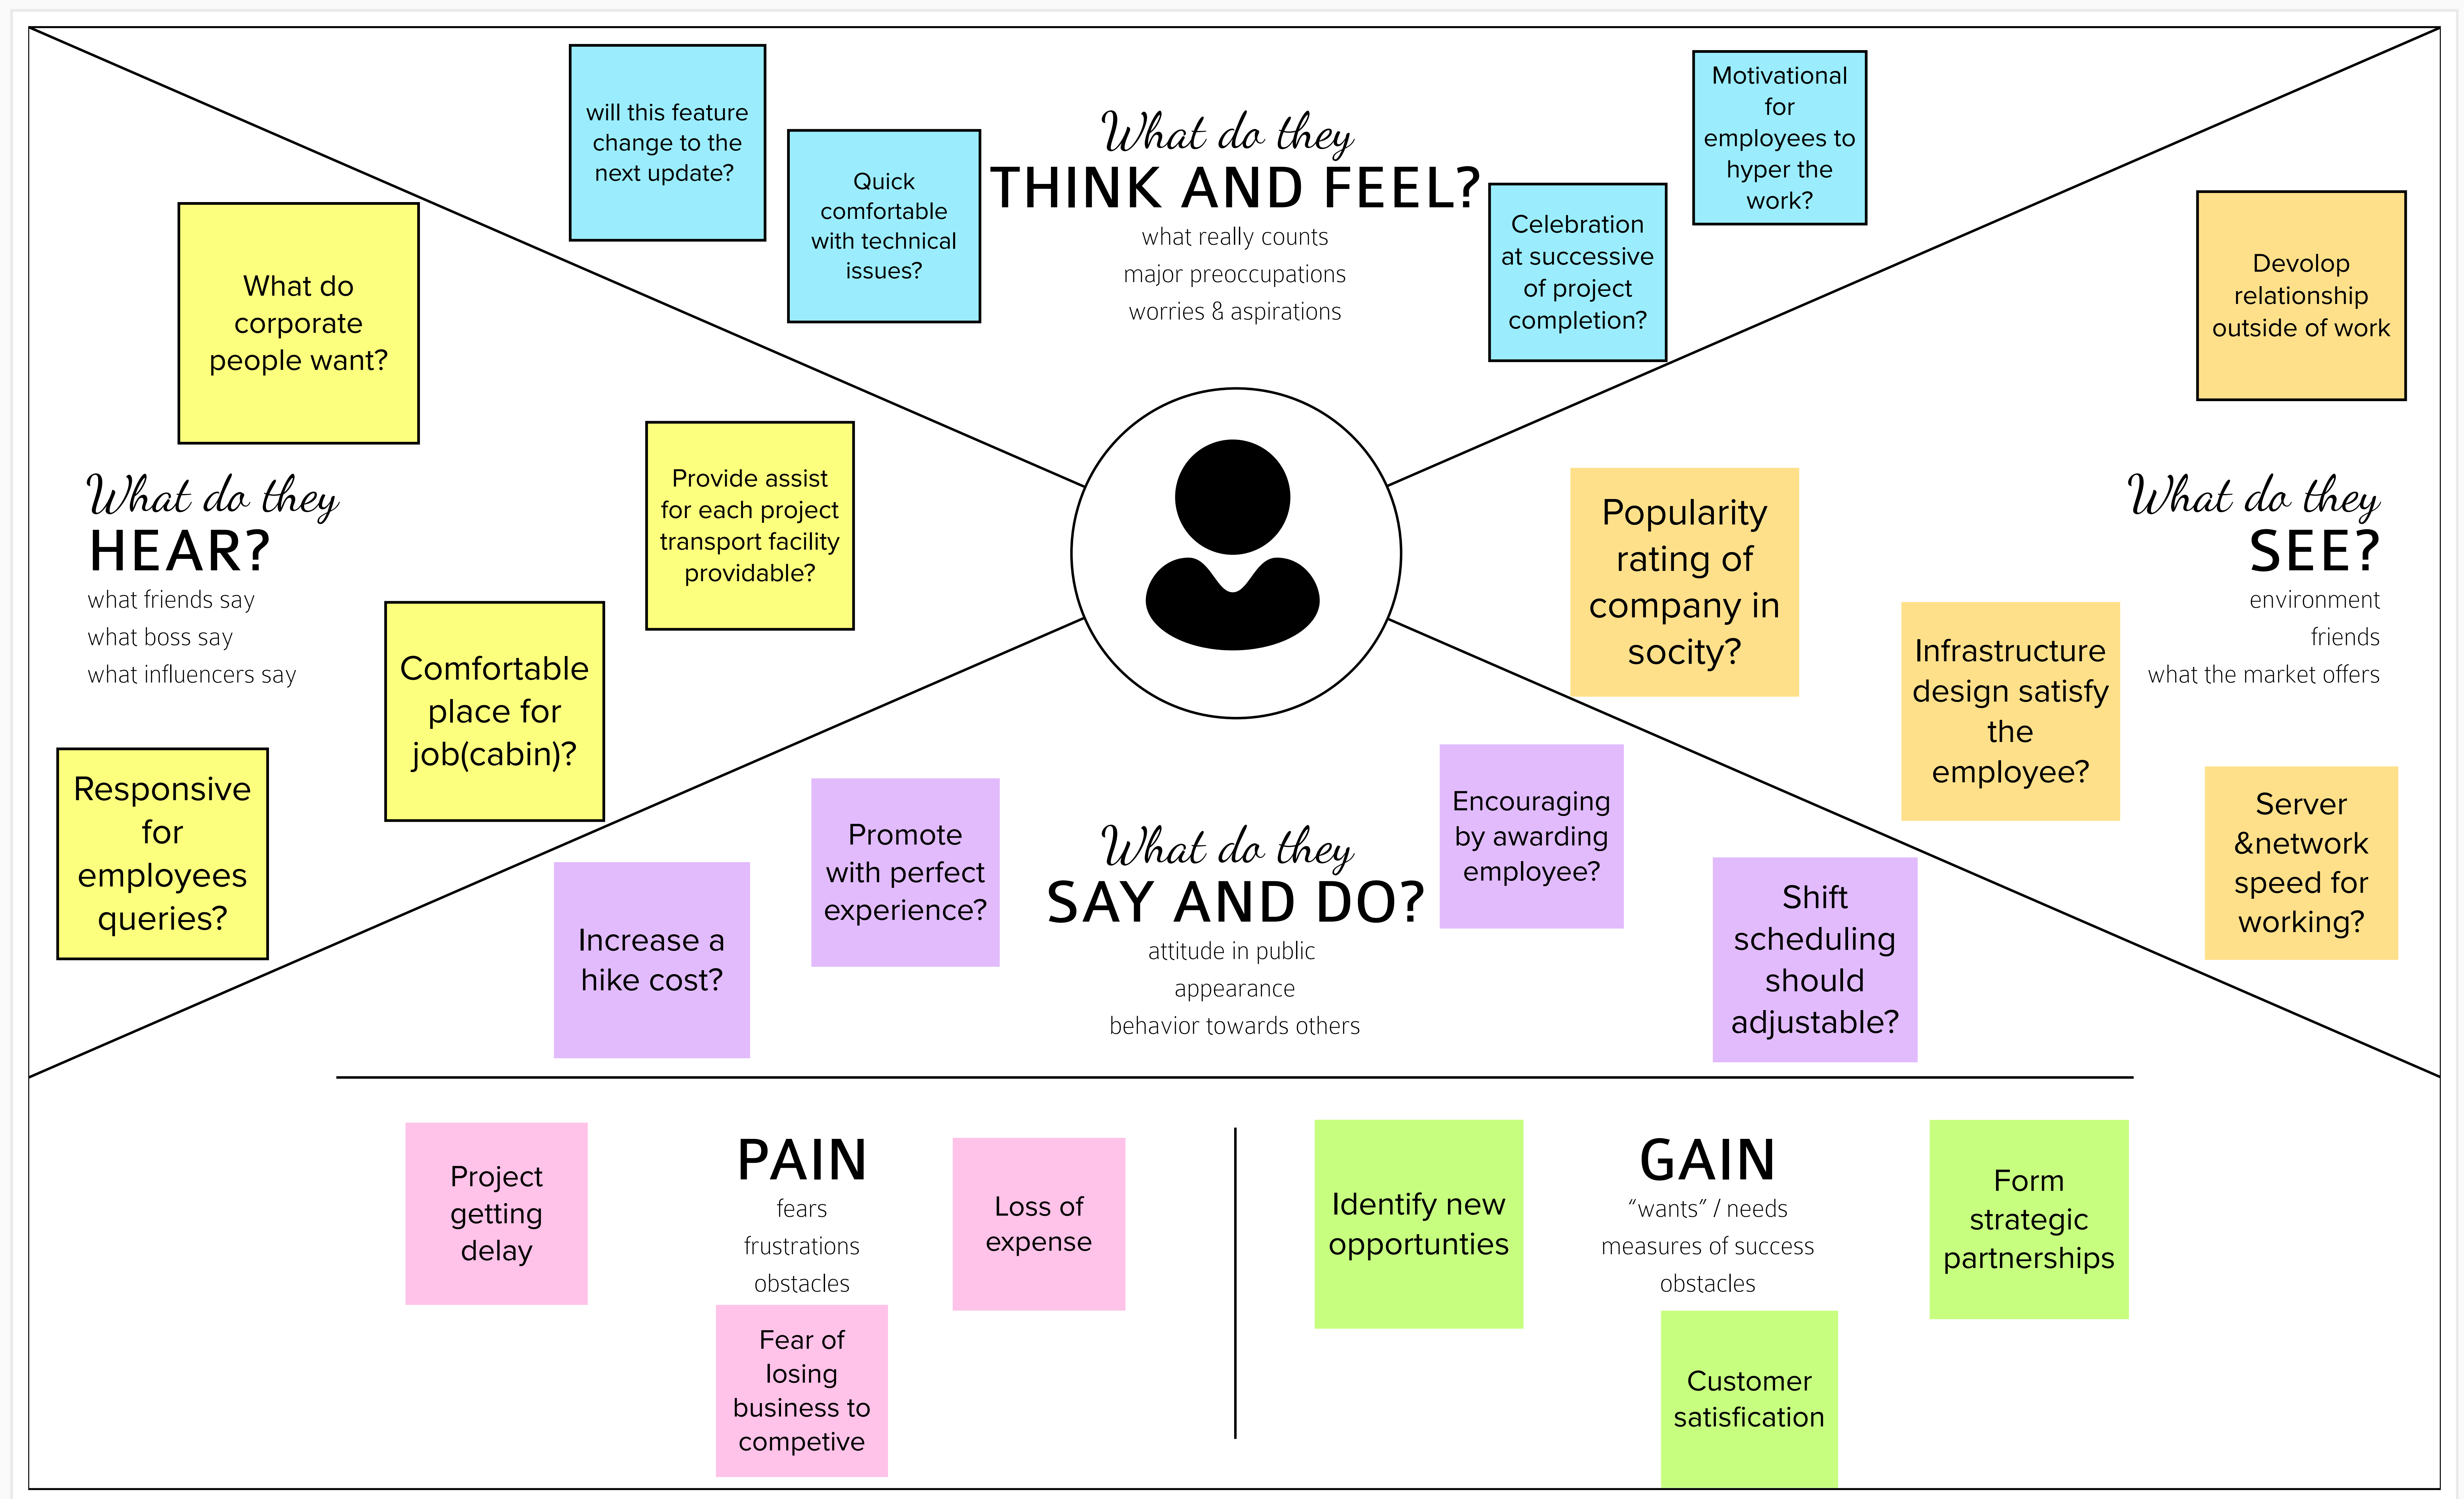 will this feature
change to the
next update?
Quick
comfortable
with technical
issues?
What do they
THINK AND FEEL?
what really counts
major preoccupations
worries & aspirations
Celebration
at successive
of project
completion?
Motivational
for
employees to
hyper the
work?
What do
corporate
people want?
Provide assist
for each project
transport facility
providable?
What do they
HEAR?
what friends say
what boss say
what influencers say
Comfortable
place for
job(cabin)?
Responsive
for
employees
queries?
Devolop
relationship
outside of work
Popularity
rating of
company in
socity?
What do they
SEE?
environment
friends
what the market offers
Infrastructure
design satisfy
the
employee?
Server
&network
speed for
working?
Increase a
hike cost?
Promote
with perfect
experience?
What do they
SAY AND DO?
attitude in public
appearance
behavior towards others
Encouraging
by awarding
employee?
Shift
scheduling
should
adjustable?
Project
getting
delay
PAIN
fears
frustrations
obstacles
Loss of
expense
Fear of
losing
business to
competive
Identify new
opportunties
GAIN
“wants” / needs
measures of success
obstacles
Form
strategic
partnerships
Customer
satisfication